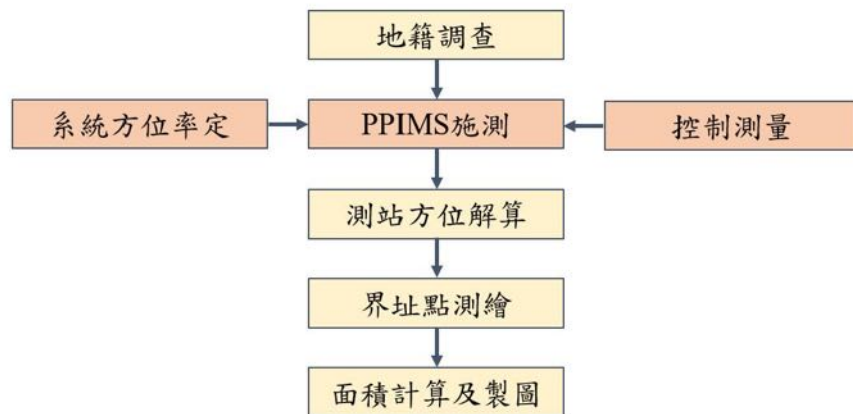 地籍調查
系統方位率定
PPIMS施測
控制測量
測站方位解算
界址點測繪
面積計算及製圖